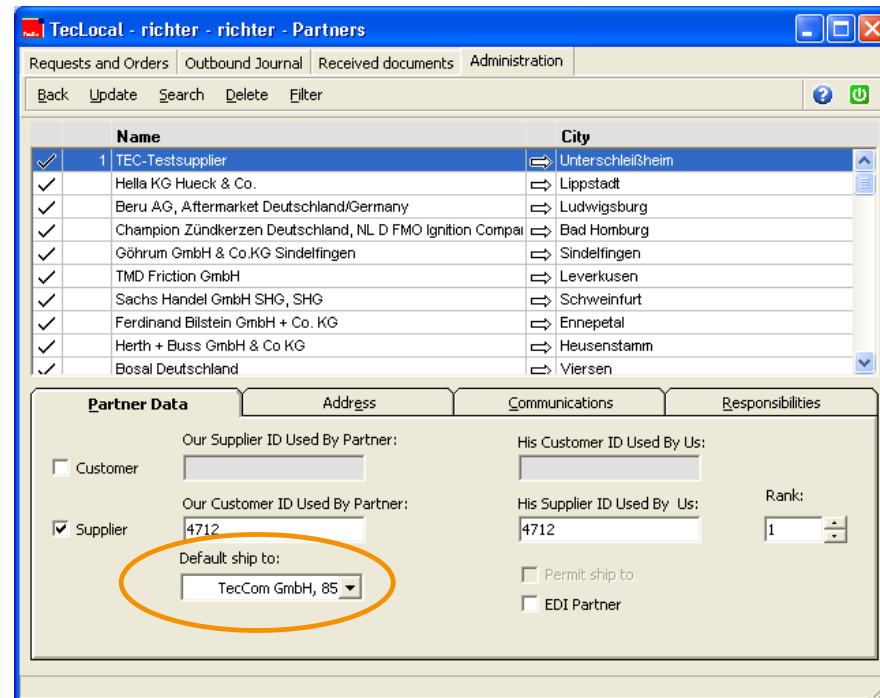 TecLocal - richter - richter - Partners
Requests and Orders Outbound Journal Received documents Administration
Back Update Search Delete Filter
Name City
1 TEC-Testsupplier Unterschleißheim
Hella KG Hueck & Co. Lippstadt
Beru AG, Aftermarket Deutschland/Germany Ludwigsburg
Champion Zündkerzen Deutschland, NL D FMO Ignition Compai Bad Homburg
Göhrum GmbH & Co.KG Sindelfingen Sindelfingen
TMD Friction GmbH Leverkusen
Sachs Handel GmbH SHG, SHG Schweinfurt
Ferdinand Bilstein GmbH + Co. KG Ennepetal
Herth + Buss GmbH & Co KG Heusenstamm
Bosal Deutschland Viersen
Partner Data Address Communications Responsibilities
Our Supplier ID Used By Partner: His Customer ID Used By Us:
Customer
Our Customer ID Used By Partner: His Supplier ID Used By Us: Rank:
Supplier 4712 4712 1
Default ship to:
TecCom GmbH, 85 Permit ship to
EDI Partner